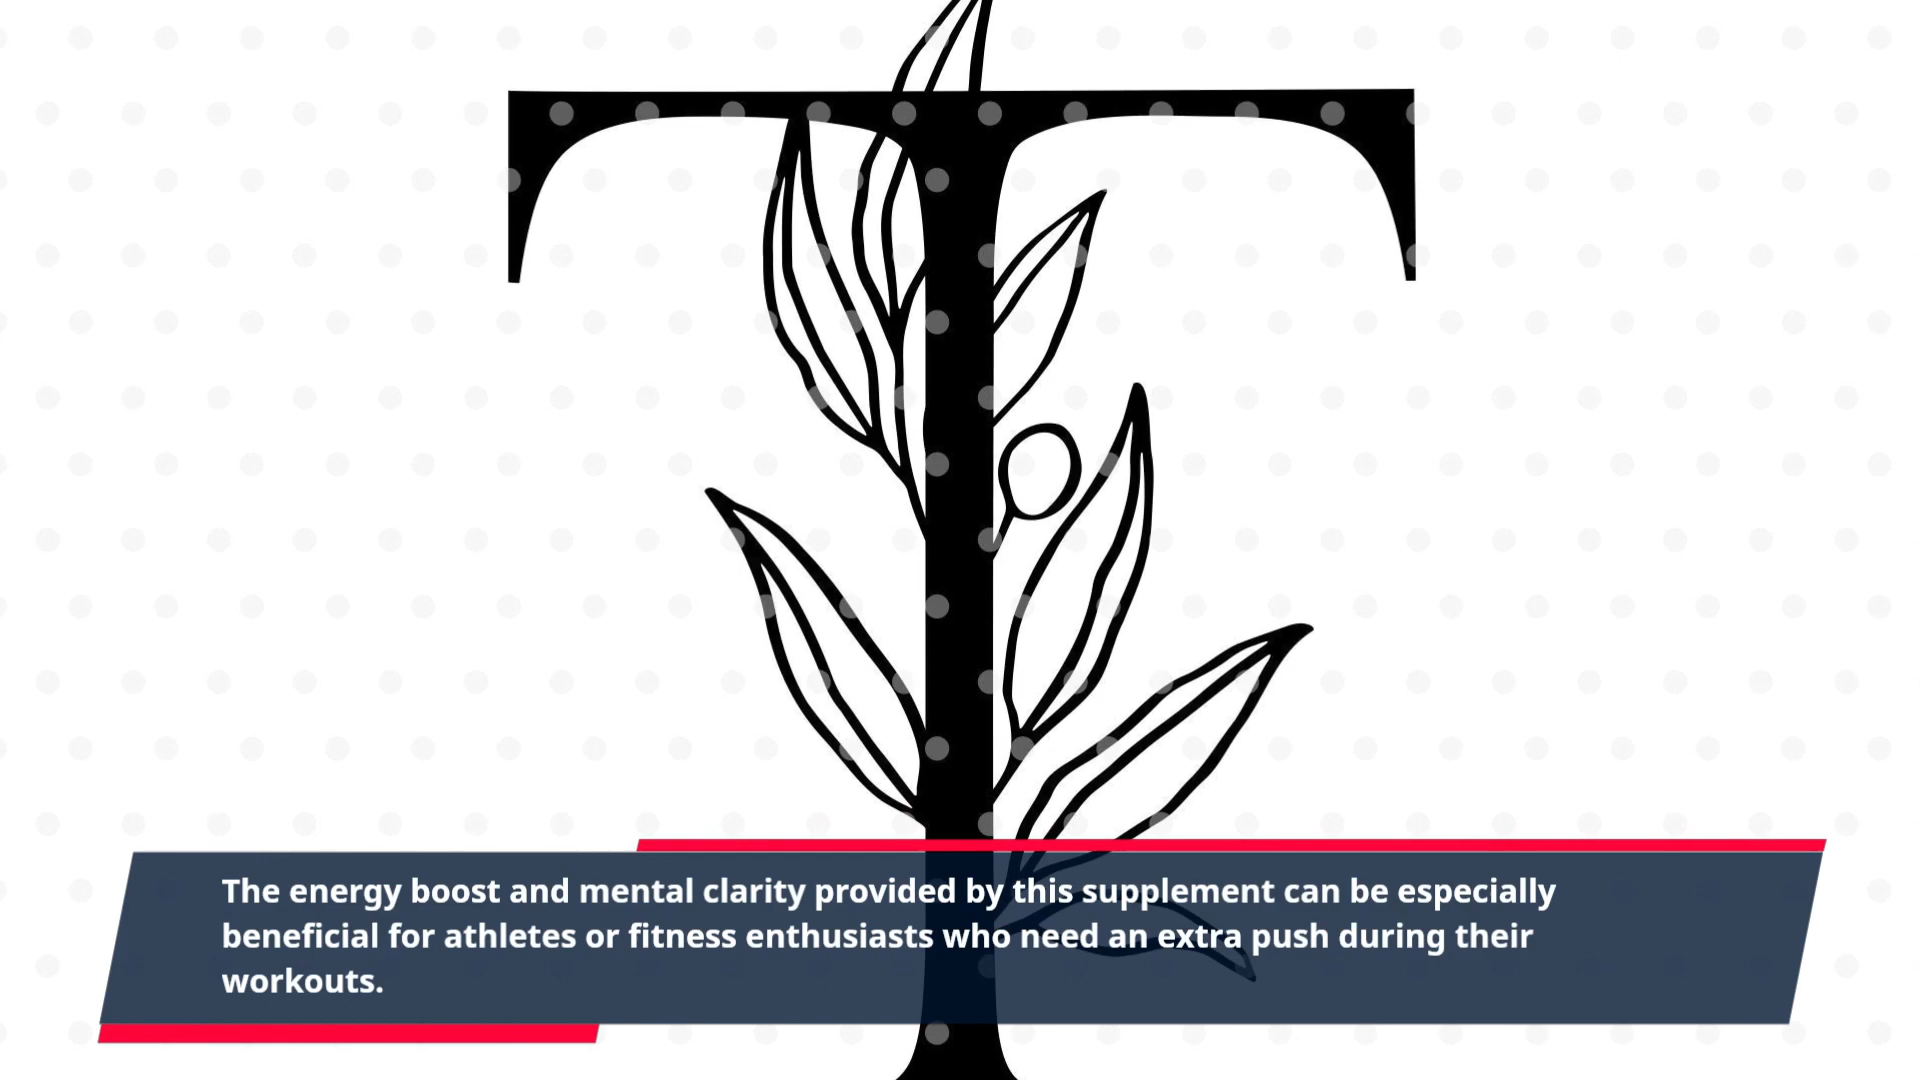 T
The energy boost and mental clarity provided by this supplement can be especially
beneficial for athletes or fitness enthusiasts who need an extra push during their
workouts.